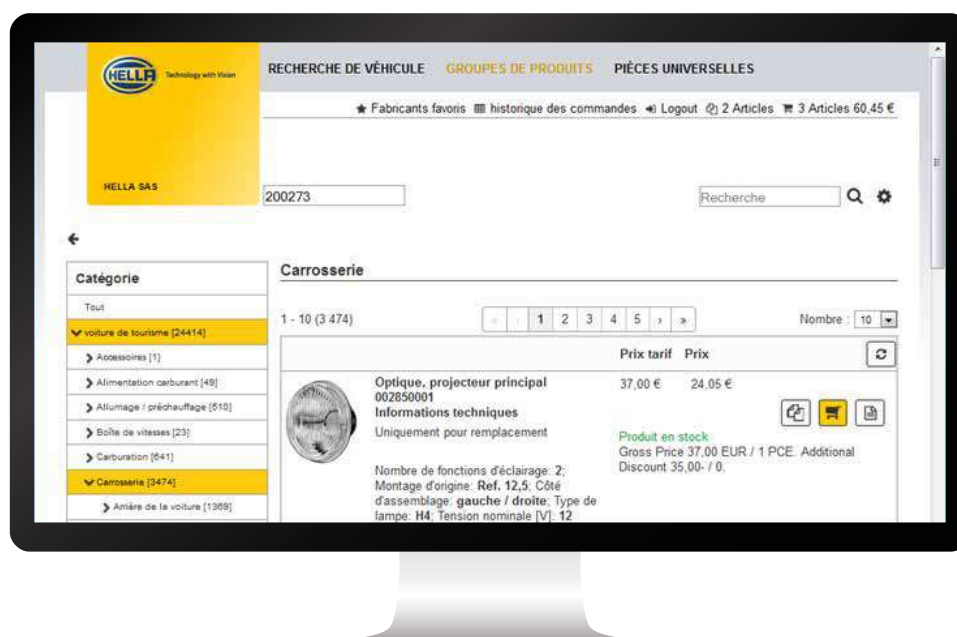 HELLA
Technology with Vision
RECHERCHE DE VÉHICULE GROUPES DE PRODUITS PIÈCES UNIVERSELLES
Fabricants favoris historique des commandes Logout 2 Articles 3 Articles 60,45 €
HELLA SAS
200273 Recherche
Catégorie
Tout
voiture de tourisme [24414]
Accessoires [1]
Alimentation carburant [49]
Allumage / préchauffage [510]
Boîte de vitesses [23]
Carburation [641]
Carrosserie [3474]
Arrière de la voiture [1369]
Carrosserie
1 - 10 (3 474) « ‹ 1 2 3 4 5 › » Nombre : 10
Prix tarif Prix
Optique, projecteur principal 37,00 € 24,05 €
002850001
Informations techniques
Uniquement pour remplacement
Produit en stock
Gross Price 37,00 EUR / 1 PCE. Additional
Discount 35,00- / 0.
Nombre de fonctions d'éclairage: 2;
Montage d'origine: Ref. 12,5; Côté
d'assemblage: gauche / droite; Type de
lampe: H4; Tension nominale [V]: 12